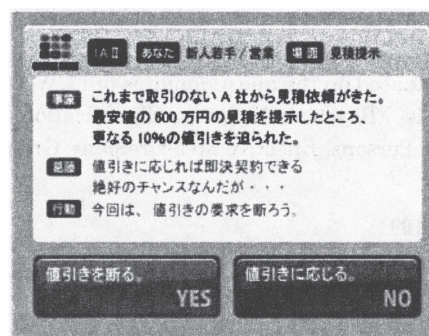 IAⅡ あなた 新人若手/営業 場面 見積提示
事象 これまで取引のない A 社から見積依頼がきた。
最安値の 600 万円の見積を提示したところ、
更なる 10%の値引きを迫られた。
葛藤 値引きに応じれば即決契約できる
絶好のチャンスなんだが・・・
行動 今回は、値引きの要求を断ろう。
値引きを断る。
YES
値引きに応じる。
NO